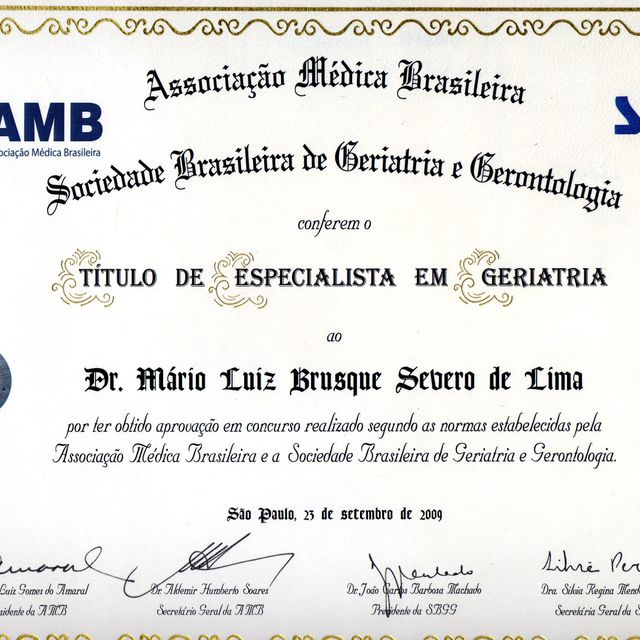 Associação Médica Brasileira
AMB
Associação Médica Brasileira
Sociedade Brasileira de Geriatria e Gerontologia
conferem o
TÍTULO DE ESPECIALISTA EM GERIATRIA
ao
Dr. Mário Luiz Brusque Severo de Lima
por ter obtido aprovação em concurso realizado segundo as normas estabelecidas pela
Associação Médica Brasileira e a Sociedade Brasileira de Geriatria e Gerontologia.
São Paulo, 23 de setembro de 2009
Luiz Gomes do Amaral Dr. Aldemir Humberto Soares Dr. João Carlos Barbosa Machado Dra. Silvia Regina
da AMB Secretário Geral da AMB Presidente da SBGG Secretária Geral da